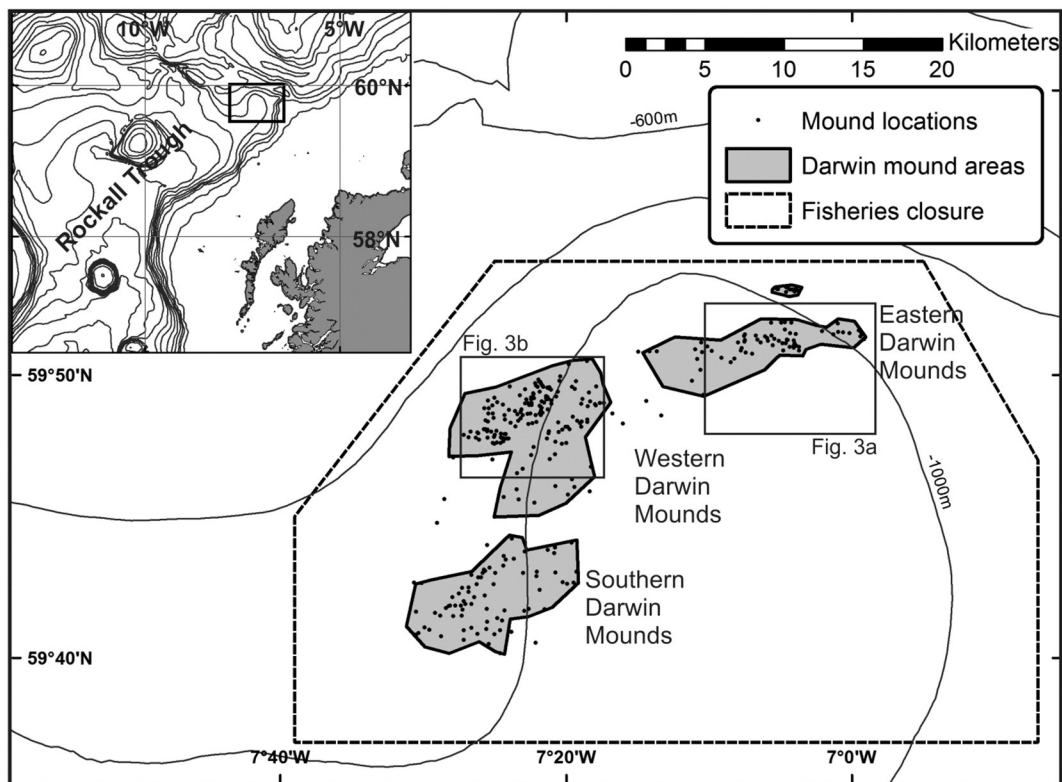 10°W
5°W
60°N
58°N
Rockall Trough
Kilometers
0 5 10 15 20
-600m
Mound locations
Darwin mound areas
Fisheries closure
Eastern
Darwin
Mounds
Fig. 3b
Fig. 3a
59°50'N
-1000m
Western
Darwin
Mounds
Southern
Darwin
Mounds
59°40'N
7°40'W 7°20'W 7°0'W